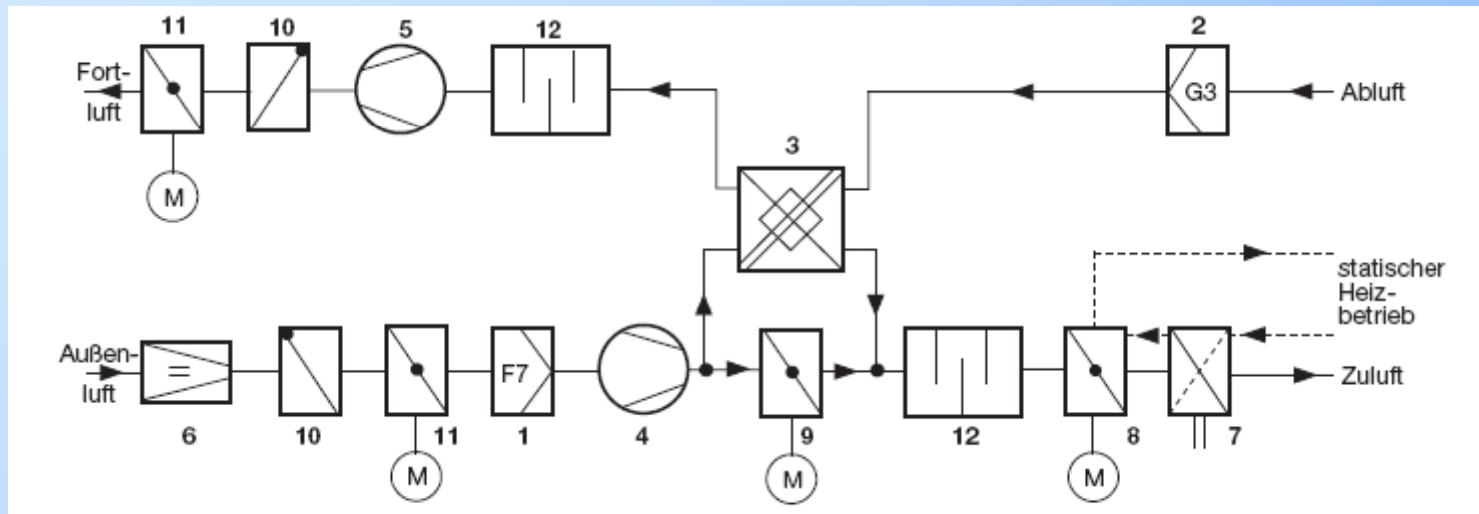 11
10
5
12
2
Fort-
luft
G3
Abluft
M
3
statischer
Heiz-
betrieb
Außen-
luft
=
F7
Zuluft
6
10
11
1
4
9
12
8
7
M
M
M